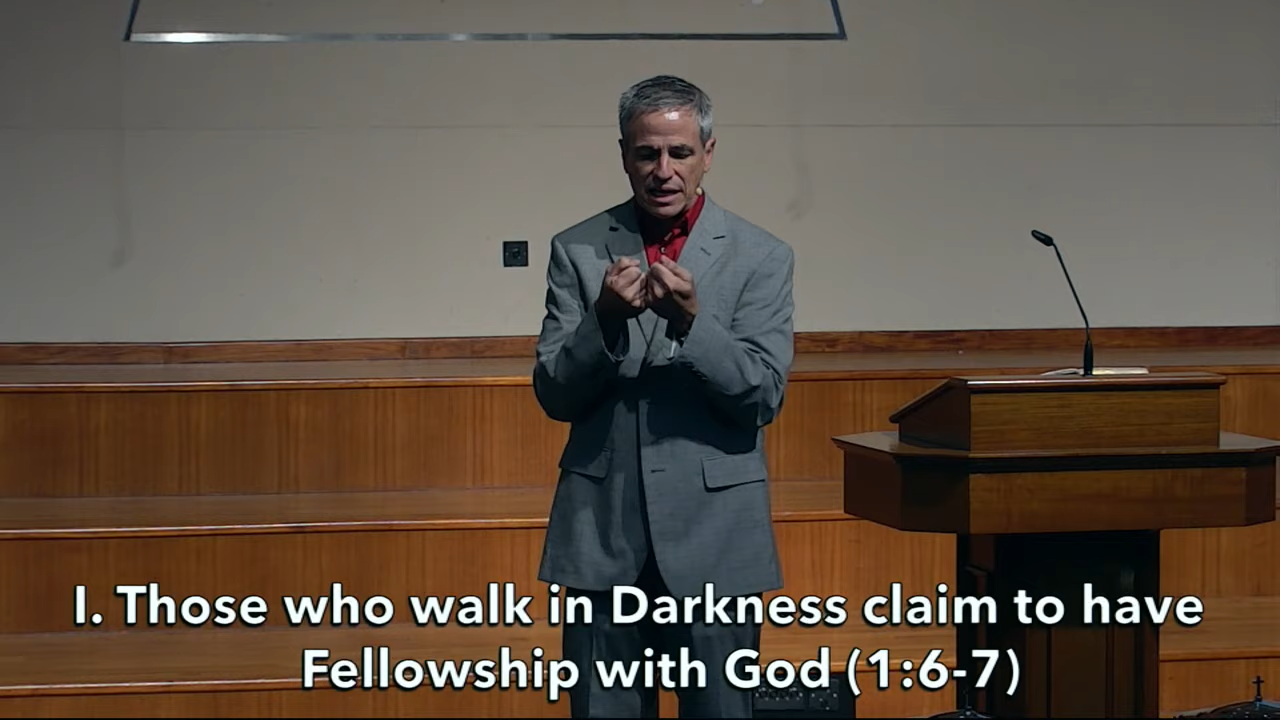 I. Those who walk in Darkness claim to have
Fellowship with God (1:6-7)